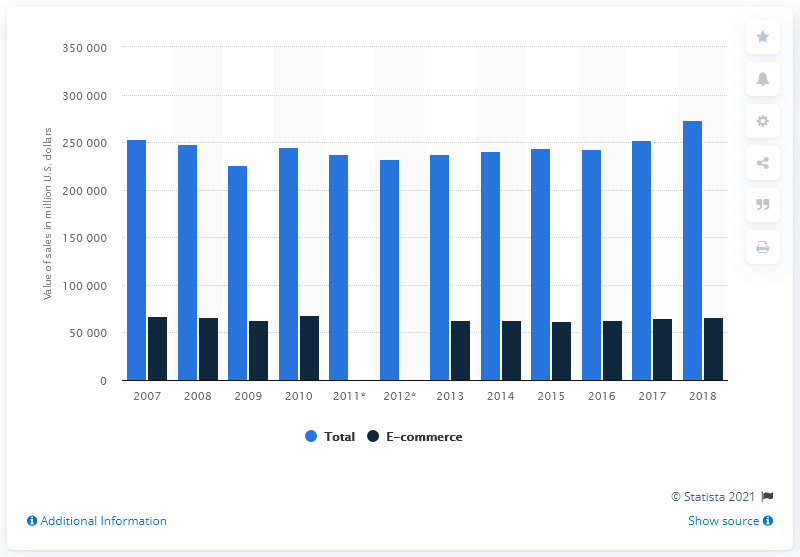 Value of sales in million U.S. dollars
350 000
300 000
250 000
200 000
150 000
100 000
50 000
0
2007 2008 2009 2010 2011* 2012* 2013 2014 2015 2016 2017 2018
Total E-commerce
© Statista 2021
Additional Information Show source